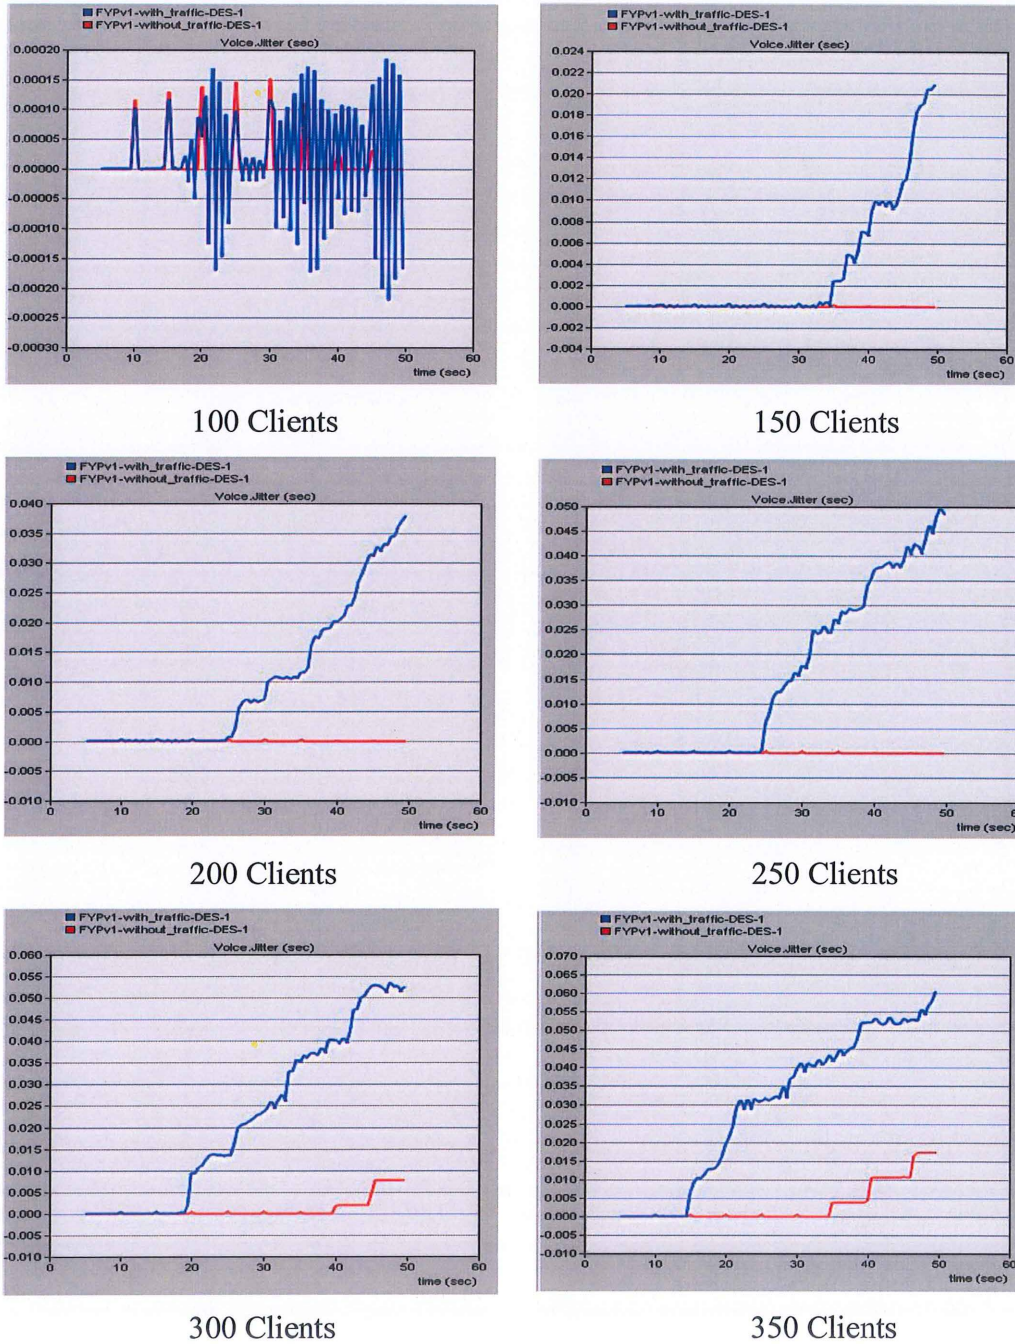 FYPv1-with_traffic-DES-1
FYPv1-without_traffic-DES-1
Voice.Jitter (sec)
0.00020
0.00015
0.00010
0.00005
0.00000
-0.00005
-0.00010
-0.00015
-0.00020
-0.00025
-0.00030
0 10 20 30 40 50 60
time (sec)
100 Clients
FYPv1-with_traffic-DES-1
FYPv1-without_traffic-DES-1
Voice.Jitter (sec)
0.024
0.022
0.020
0.018
0.016
0.014
0.012
0.010
0.008
0.006
0.004
0.002
0.000
-0.002
-0.004
0 10 20 30 40 50 60
time (sec)
150 Clients
FYPv1-with_traffic-DES-1
FYPv1-without_traffic-DES-1
Voice.Jitter (sec)
0.040
0.035
0.030
0.025
0.020
0.015
0.010
0.005
0.000
-0.005
-0.010
0 10 20 30 40 50 60
time (sec)
200 Clients
FYPv1-with_traffic-DES-1
FYPv1-without_traffic-DES-1
Voice.Jitter (sec)
0.050
0.045
0.040
0.035
0.030
0.025
0.020
0.015
0.010
0.005
0.000
-0.005
-0.010
10 20 30 40 50
time (sec)
250 Clients
FYPv1-with_traffic-DES-1
FYPv1-without_traffic-DES-1
Voice.Jitter (sec)
0.060
0.055
0.050
0.045
0.040
0.035
0.030
0.025
0.020
0.015
0.010
0.005
0.000
-0.005
-0.010
0 10 20 30 40 50 60
time (sec)
300 Clients
FYPv1-with_traffic-DES-1
FYPv1-without_traffic-DES-1
Voice.Jitter (sec)
0.070
0.065
0.060
0.055
0.050
0.045
0.040
0.035
0.030
0.025
0.020
0.015
0.010
0.005
0.000
-0.005
-0.010
0 10 20 30 40 50 60
time (sec)
350 Clients